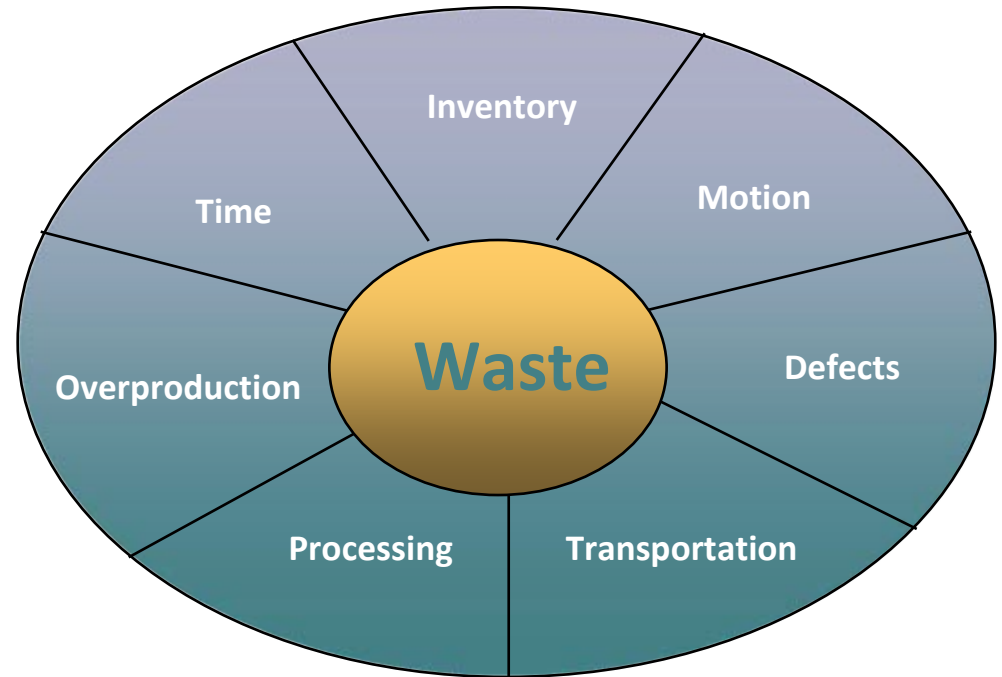 Inventory
Motion
Time
Waste
Defects
Overproduction
Processing
Transportation